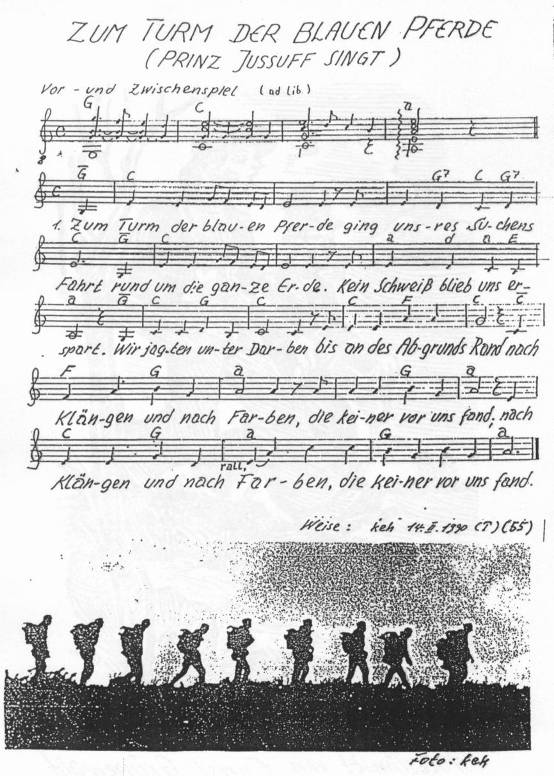 ZUM TURM DER BLAUEN PFERDE
(PRINZ JUSSUFF SINGT)
Vor- und Zwischenspiel (ad lib.)
G C a
G C G7 C G7
1. Zum Turm der blau-en Pfer-de ging uns-res Su-chens
C G C a d a E
Fahrt rund um die gan-ze Er-de. Kein Schweiß blieb uns er-
a G C G C C F C C
spart. Wir jag-ten un-ter Dar-ben bis an des Ab-grunds Rand nach
F G a G a
Klän-gen und nach Far-ben, die kei-ner vor uns fand. nach
C G a G a
rall.
Klän-gen und nach Far-ben, die kei-ner vor uns fand.
Weise: keh 14.II.1990 (T)(55)
Foto: keh